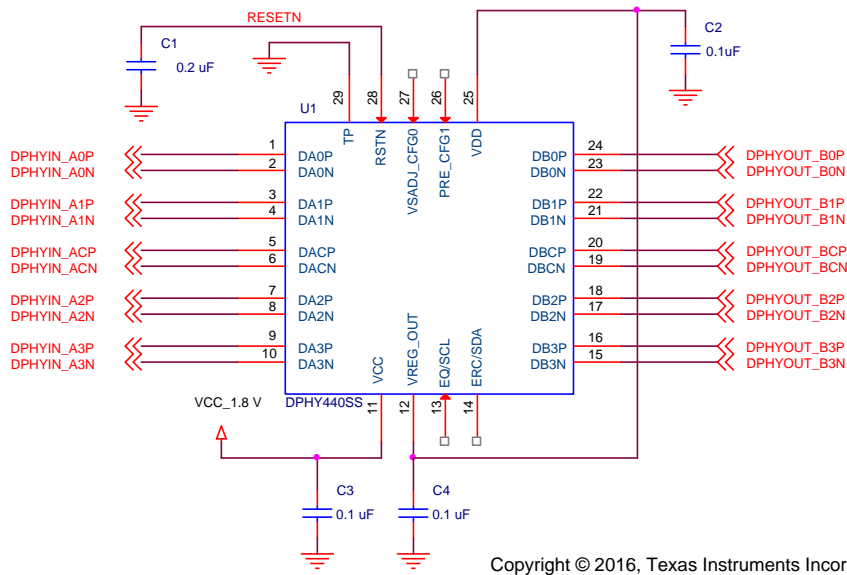 RESETN
C1
0.2 uF
C2
0.1uF
29
28
27
26
25
U1
TP
RSTN
VSADJ_CFG0
PRE_CFG1
VDD
DPHYIN_A0P 1 DA0P
DPHYIN_A0N 2 DA0N
DPHYIN_A1P 3 DA1P
DPHYIN_A1N 4 DA1N
DPHYIN_ACP 5 DACP
DPHYIN_ACN 6 DACN
DPHYIN_A2P 7 DA2P
DPHYIN_A2N 8 DA2N
DPHYIN_A3P 9 DA3P
DPHYIN_A3N 10 DA3N
DB0P 24 DPHYOUT_B0P
DB0N 23 DPHYOUT_B0N
DB1P 22 DPHYOUT_B1P
DB1N 21 DPHYOUT_B1N
DBCP 20 DPHYOUT_BCP
DBCN 19 DPHYOUT_BCN
DB2P 18 DPHYOUT_B2P
DB2N 17 DPHYOUT_B2N
DB3P 16 DPHYOUT_B3P
DB3N 15 DPHYOUT_B3N
VCC
VREG_OUT
EQ/SCL
ERC/SDA
DPHY440SS
11
12
13
14
VCC_1.8 V
C3
0.1 uF
C4
0.1 uF
Copyright © 2016, Texas Instruments Incor